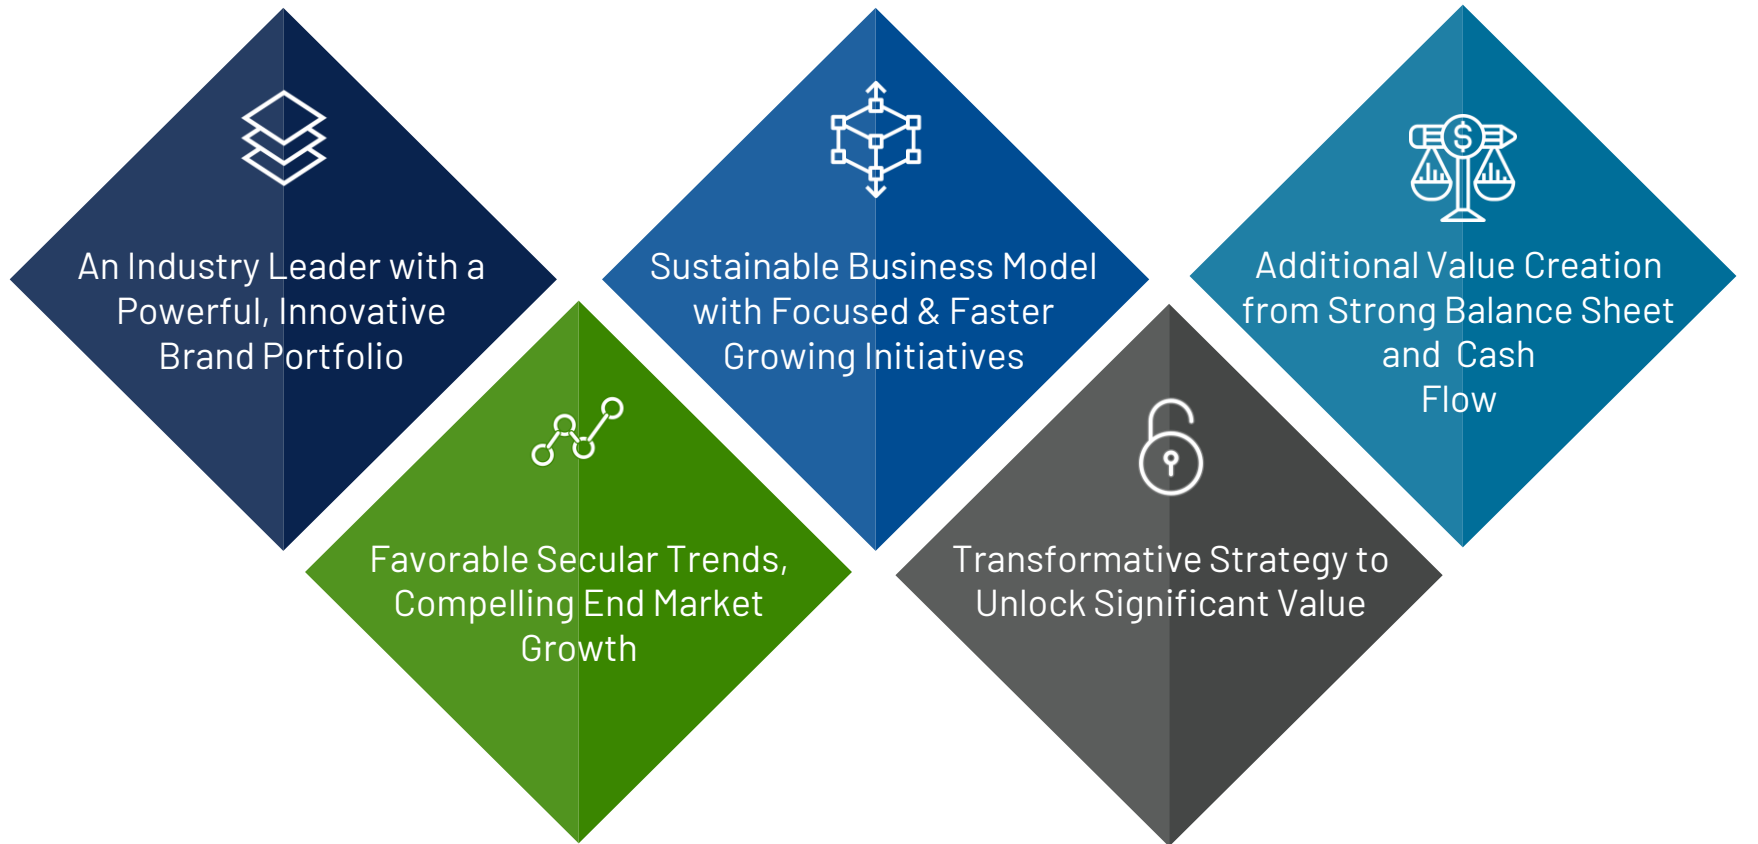 An Industry Leader with a
Powerful, Innovative
Brand Portfolio
Favorable Secular Trends,
Compelling End Market
Growth
Sustainable Business Model
with Focused & Faster
Growing Initiatives
Transformative Strategy to
Unlock Significant Value
$
Additional Value Creation
from Strong Balance Sheet
and  Cash
Flow